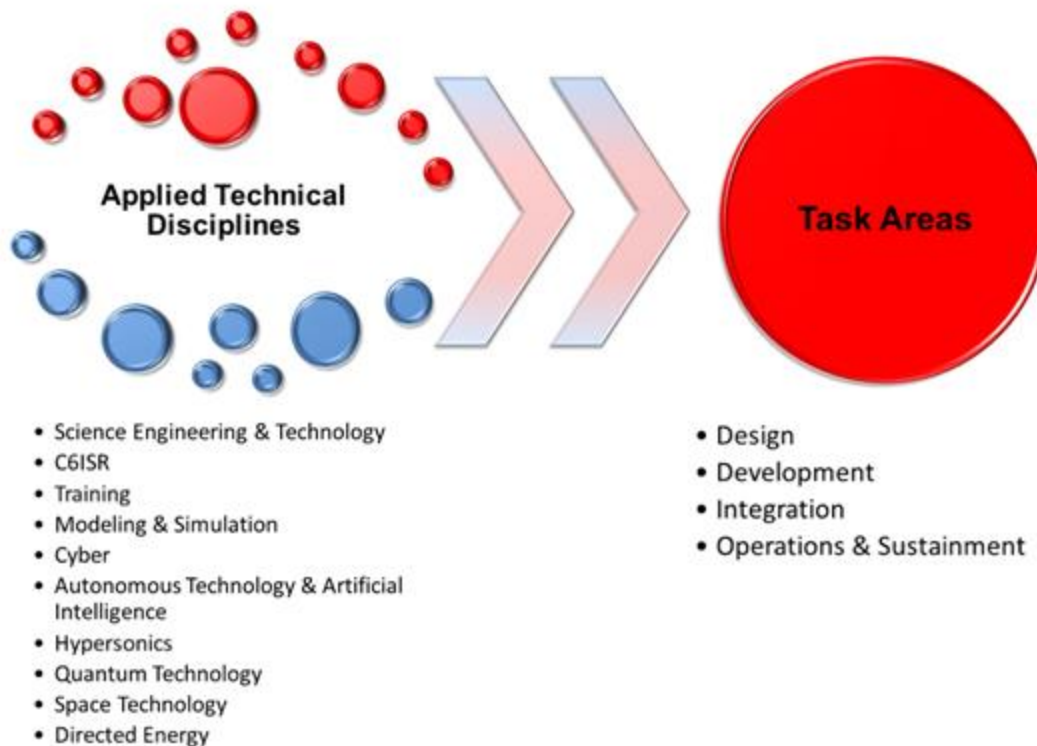 Applied Technical
Disciplines
Task Areas
• Science Engineering & Technology
• C6ISR
• Training
• Modeling & Simulation
• Cyber
• Autonomous Technology & Artificial
Intelligence
• Hypersonics
• Quantum Technology
• Space Technology
• Directed Energy
• Design
• Development
• Integration
• Operations & Sustainment